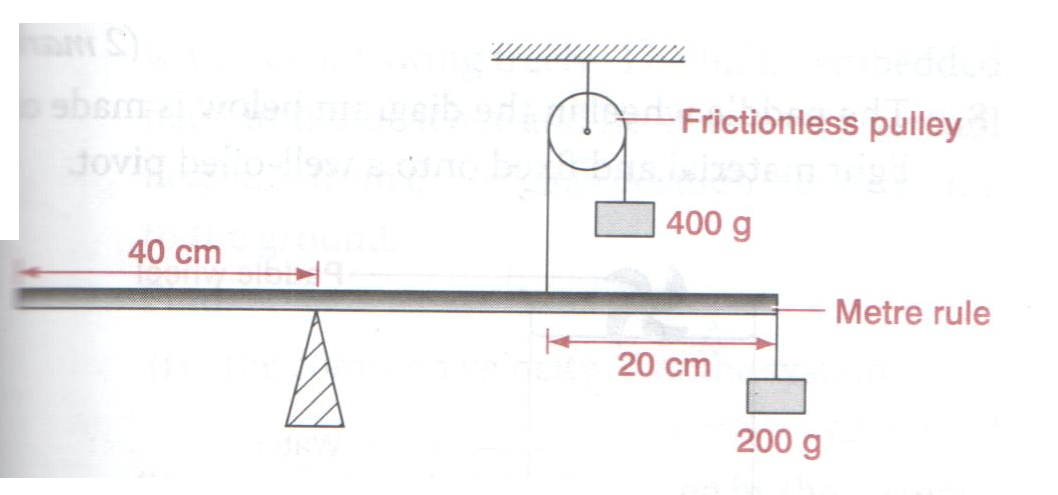 Frictionless pulley
400 g
40 cm
Metre rule
20 cm
200 g